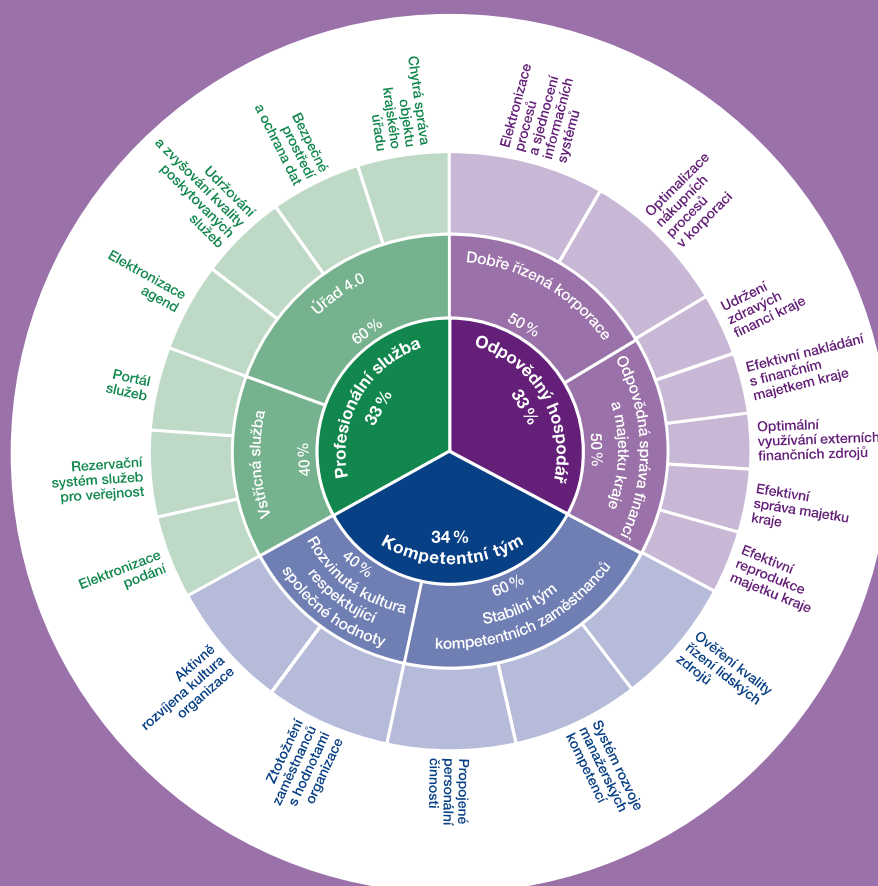 Chytrá správa
objektu
krajského
úřadu
Bezpečné
prostředí
a ochrana dat
Udržování
a zvyšování kvality
poskytovaných
služeb
Elektronizace
agend
Portál
služeb
Rezervační
systém služeb
pro veřejnost
Elektronizace
podání
Elektronizace
procesů
a sjednocení
informačních
systémů
Optimalizace
nákupních
procesů
v korporaci
Udržení
zdravých
financí kraje
Efektivní nakládání
s finančním
majetkem kraje
Optimální
využívání externích
finančních zdrojů
Efektivní
správa majetku
kraje
Efektivní
reprodukce
majetku kraje
Ověření kvality
řízení lidských
zdrojů
Systém rozvoje
manažerských
kompetencí
Propojené
personální
činnosti
Ztotožnění
zaměstnanců
s hodnotami
organizace
Aktivně
rozvíjena kultura
organizace
Úřad 4.0
60 %
Vstřícná služba
40 %
Dobře řízená korporace
50 %
Odpovědná správa financí
a majetku kraje
50 %
60 %
Stabilní tým
kompetentních zaměstnanců
40 %
Rozvinutá kultura
respektující
společné hodnoty
Profesionální služba
33 %
Odpovědný hospodář
33 %
34 %
Kompetentní tým